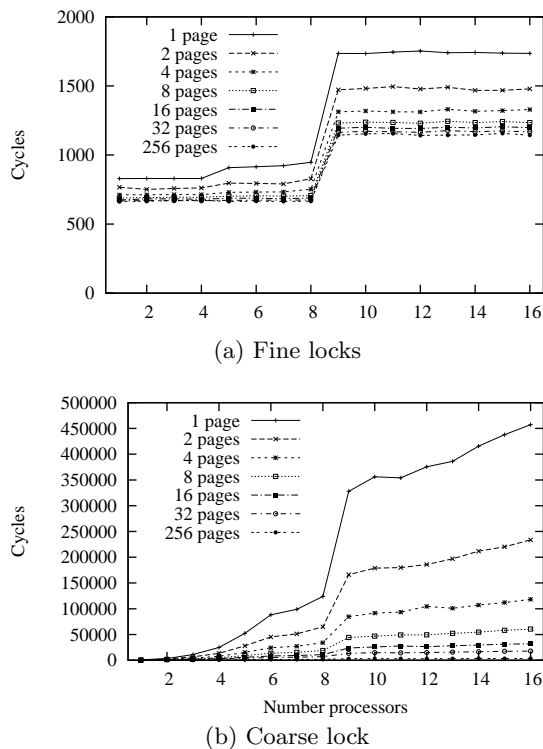 2000
1500
1000
500
0
Cycles
1 page
2 pages
4 pages
8 pages
16 pages
32 pages
256 pages
2 4 6 8 10 12 14 16
(a) Fine locks
500000
450000
400000
350000
300000
250000
200000
150000
100000
50000
0
Cycles
1 page
2 pages
4 pages
8 pages
16 pages
32 pages
256 pages
2 4 6 8 10 12 14 16
Number processors
(b) Coarse lock